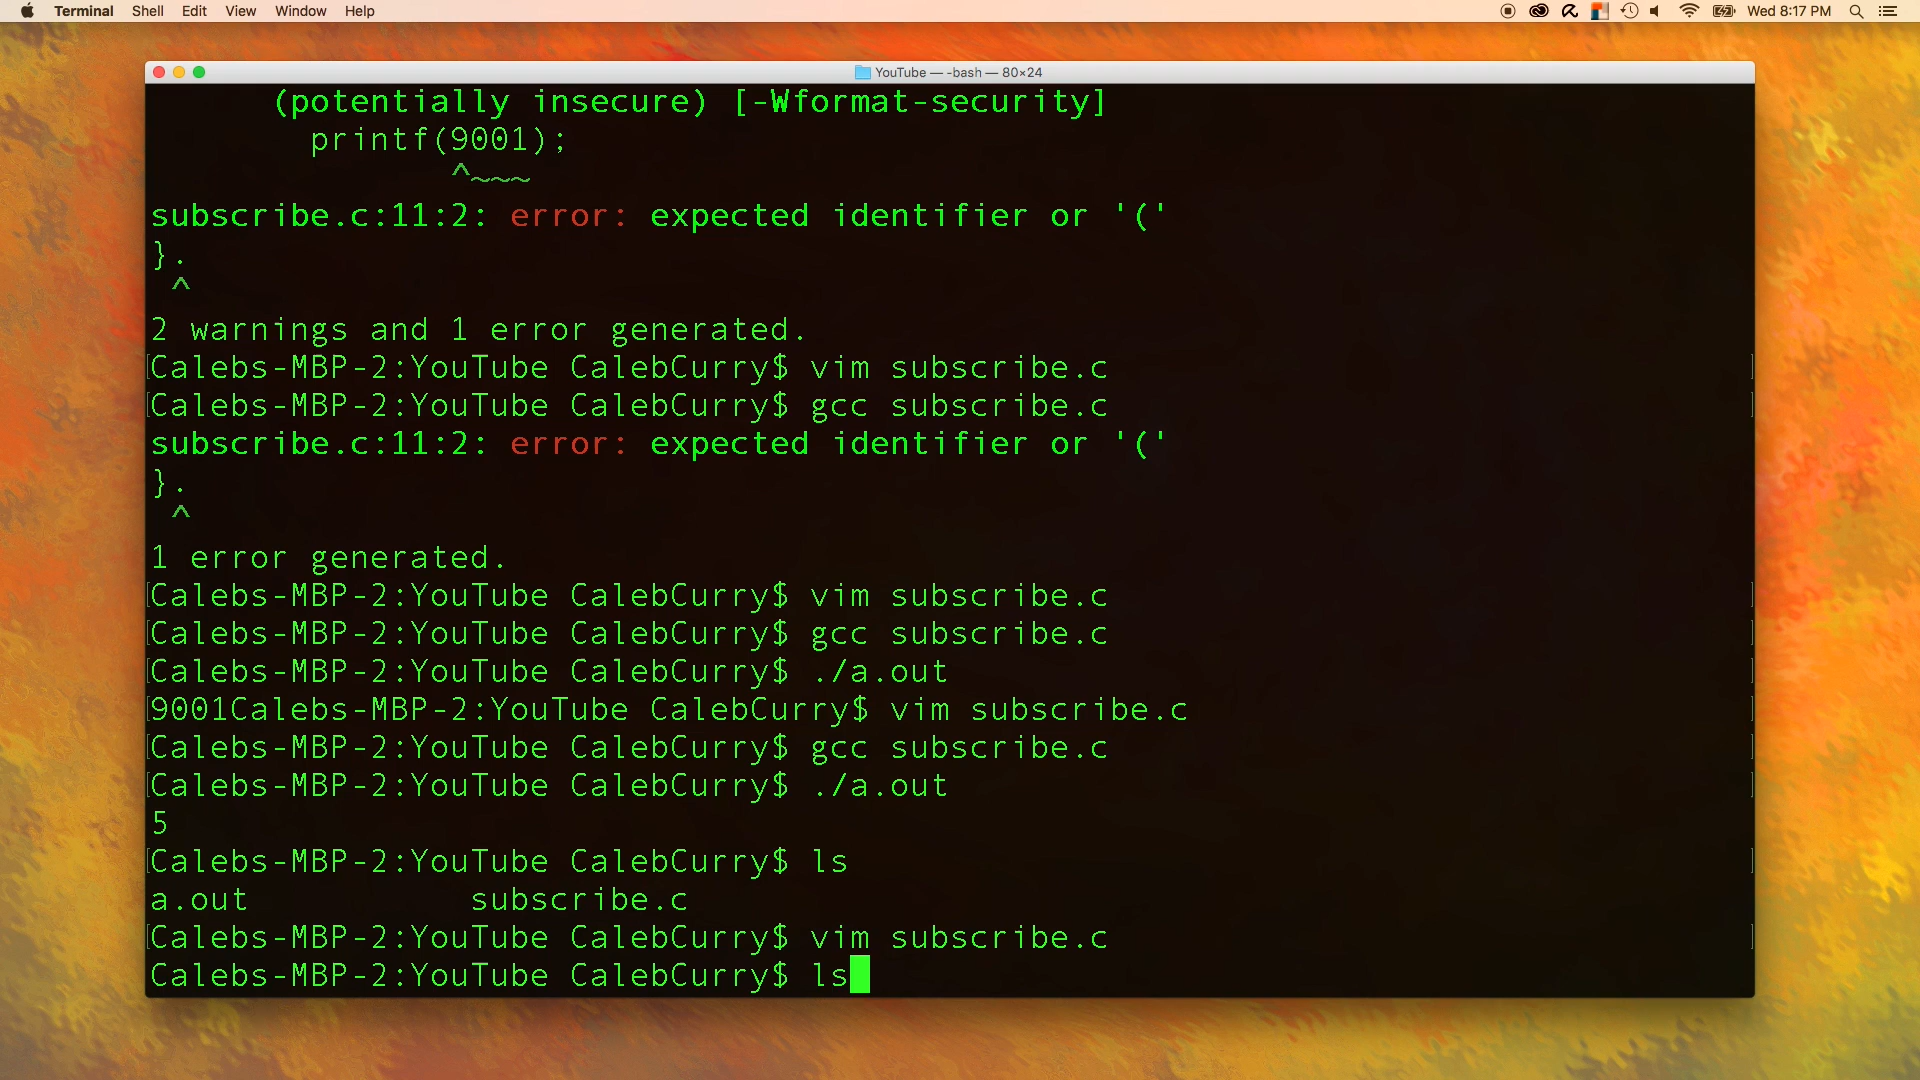 Terminal Shell Edit View Window Help Wed 8:17 PM
YouTube — -bash — 80×24
(potentially insecure) [-Wformat-security]
printf(9001);
^~~~
subscribe.c:11:2: error: expected identifier or '('
}.
^
2 warnings and 1 error generated.
[Calebs-MBP-2:YouTube CalebCurry$ vim subscribe.c ]
[Calebs-MBP-2:YouTube CalebCurry$ gcc subscribe.c ]
subscribe.c:11:2: error: expected identifier or '('
}.
^
1 error generated.
[Calebs-MBP-2:YouTube CalebCurry$ vim subscribe.c ]
[Calebs-MBP-2:YouTube CalebCurry$ gcc subscribe.c ]
[Calebs-MBP-2:YouTube CalebCurry$ ./a.out ]
[9001Calebs-MBP-2:YouTube CalebCurry$ vim subscribe.c ]
[Calebs-MBP-2:YouTube CalebCurry$ gcc subscribe.c ]
[Calebs-MBP-2:YouTube CalebCurry$ ./a.out ]
5
[Calebs-MBP-2:YouTube CalebCurry$ ls ]
a.out subscribe.c
[Calebs-MBP-2:YouTube CalebCurry$ vim subscribe.c ]
Calebs-MBP-2:YouTube CalebCurry$ ls